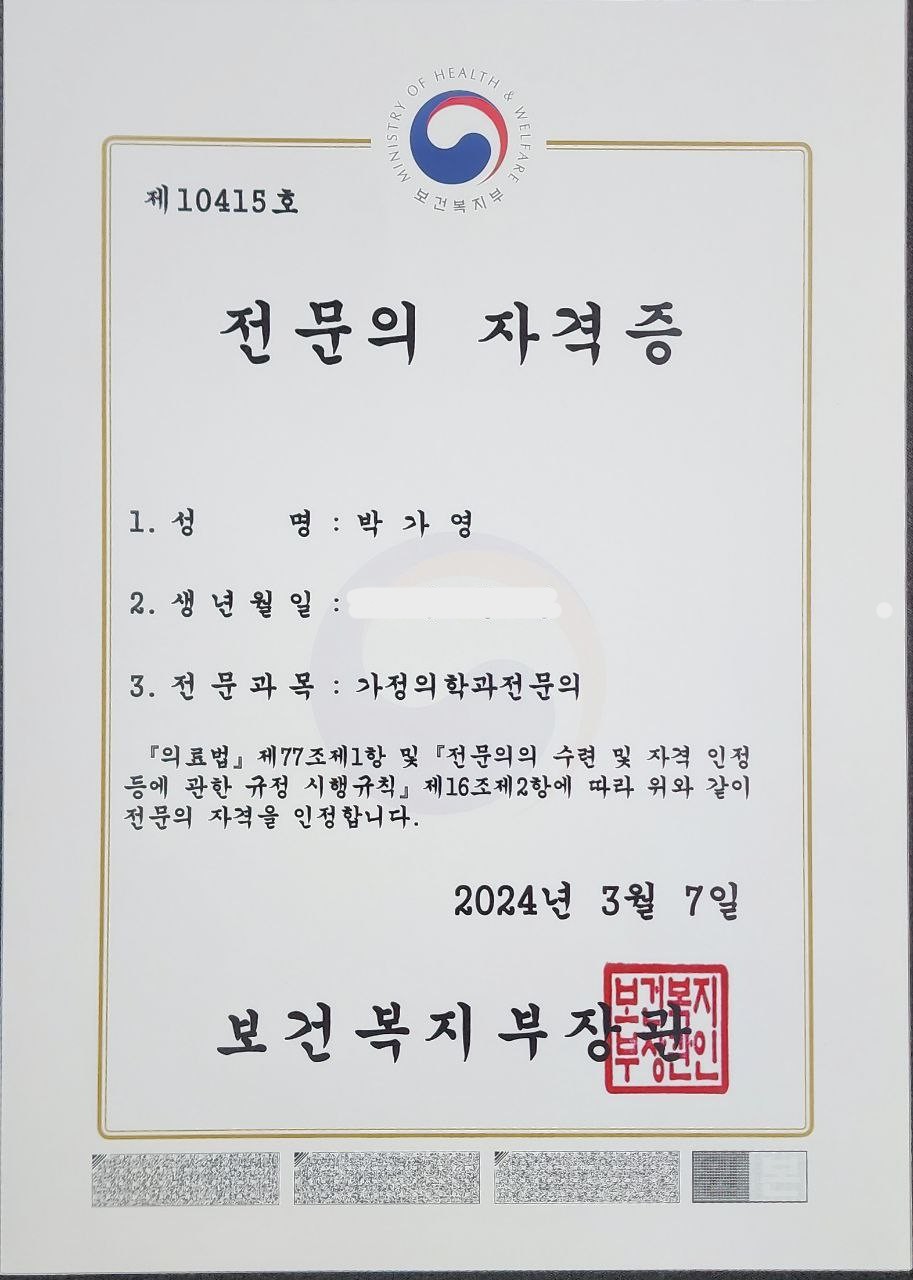 MINISTRY OF HEALTH & WELFARE
보건복지부
제10415호
전문의 자격증
1. 성 명 : 박 가 영
2. 생 년 월 일 :
3. 전 문 과 목 : 가정의학과전문의
『의료법』 제77조제1항 및 『전문의의 수련 및 자격 인정
등에 관한 규정 시행규칙』 제16조제2항에 따라 위와 같이
전문의 자격을 인정합니다.
2024년 3월 7일
보건복지부장관
보건복지
부장관인